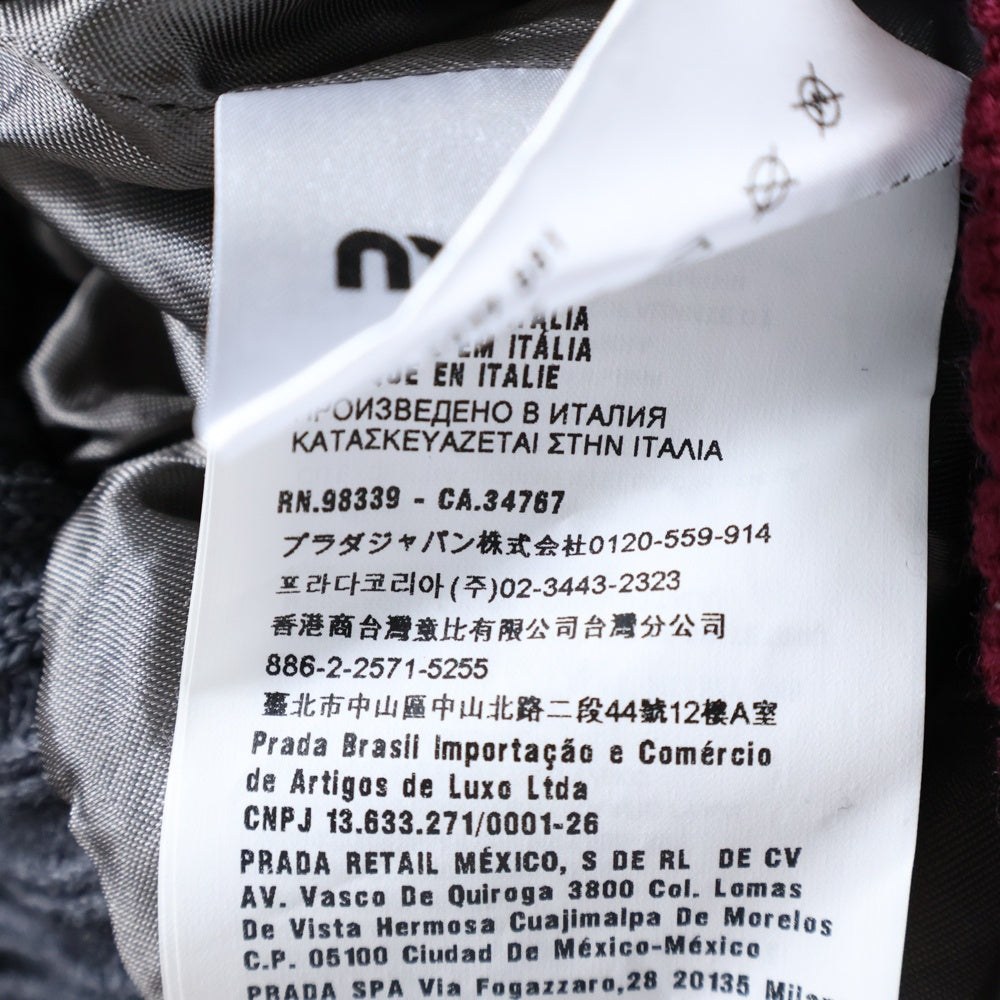 ITALIA
EM ITÁLIA
EN ITALIE
ПРОИЗВЕДЕНО В ИТАЛИЯ
ΚΑΤΑΣΚΕΥΑΖΕΤΑΙ ΣΤΗΝ ΙΤΑΛΙΑ
RN.98339 - CA.34767
プラダジャパン株式会社0120-559-914
프라다코리아(주)02-3443-2323
香港商台灣意比有限公司台灣分公司
886-2-2571-5255
臺北市中山區中山北路二段44號12樓A室
Prada Brasil Importação e Comércio
de Artigos de Luxo Ltda
CNPJ 13.633.271/0001-26
PRADA RETAIL MÉXICO, S DE RL DE CV
AV. Vasco De Quiroga 3800 Col. Lomas
De Vista Hermosa Cuajimalpa De Morelos
C.P. 05100 Ciudad De México-México
PRADA SPA Via Fogazzaro,28 20135